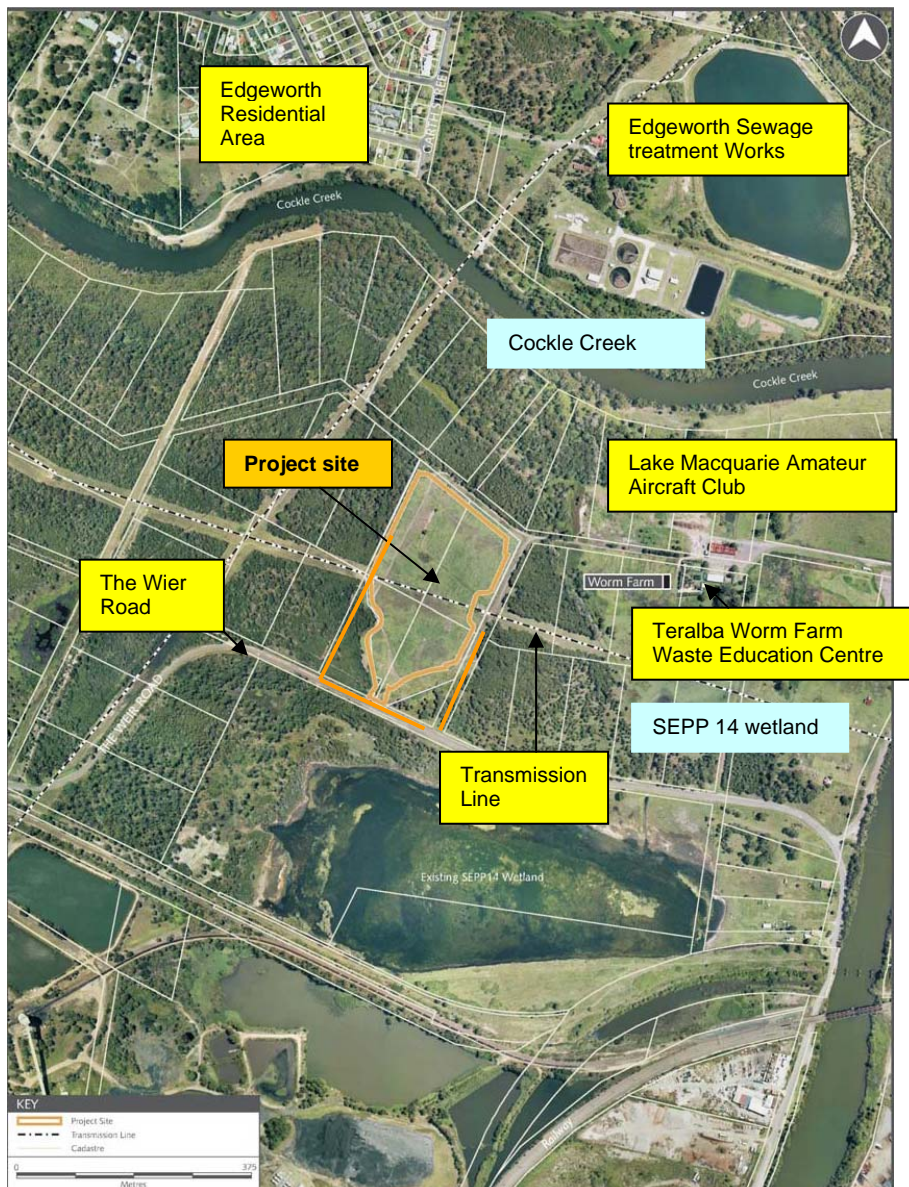 Edgeworth
Residential
Area
Edgeworth Sewage
treatment Works
Cockle Creek
Cockle Creek
Cockle Creek
Project site
Lake Macquarie Amateur
Aircraft Club
The Wier
Road
Worm Farm
Teralba Worm Farm
Waste Education Centre
THE WEIR ROAD
SEPP 14 wetland
Transmission
Line
Existing SEPP14 Wetland
Railway
KEY
Project Site
Transmission Line
Cadastre
0 375
Metres